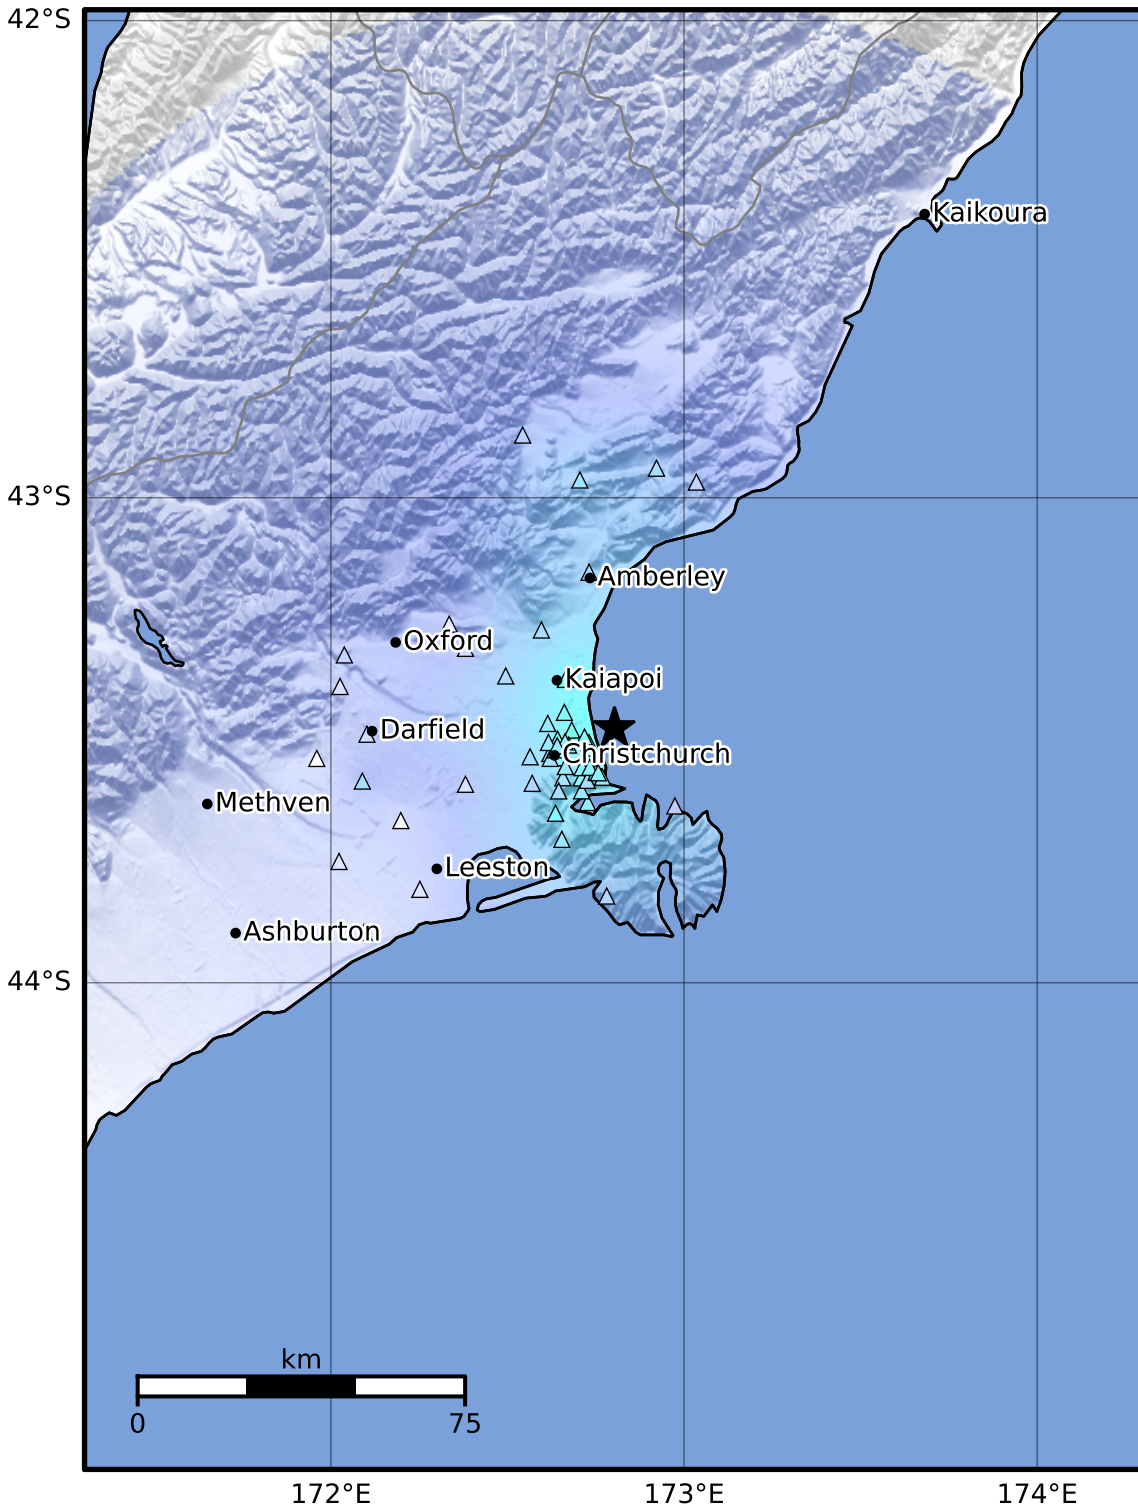 42°S
Kaikoura
43°S
Amberley
Oxford
Kaiapoi
Darfield
Christchurch
Methven
Leeston
Ashburton
44°S
km
0 75
172°E 173°E 174°E